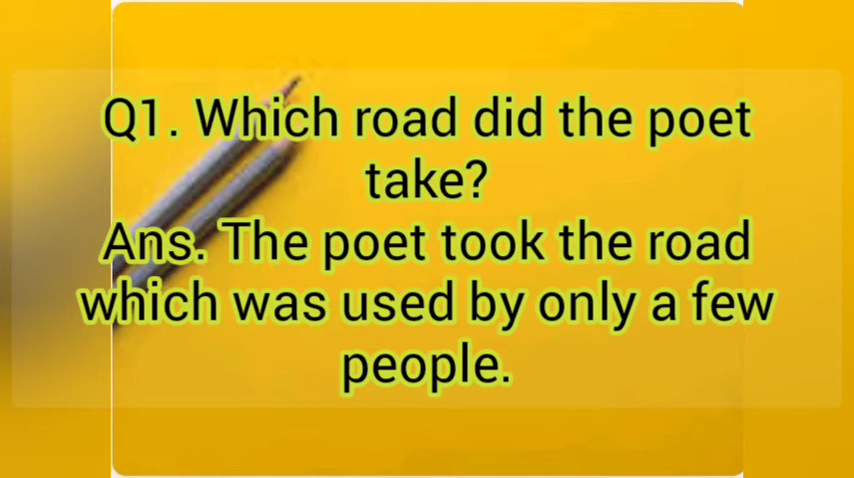 Q1. Which road did the poet
take?
Ans. The poet took the road
which was used by only a few
people.